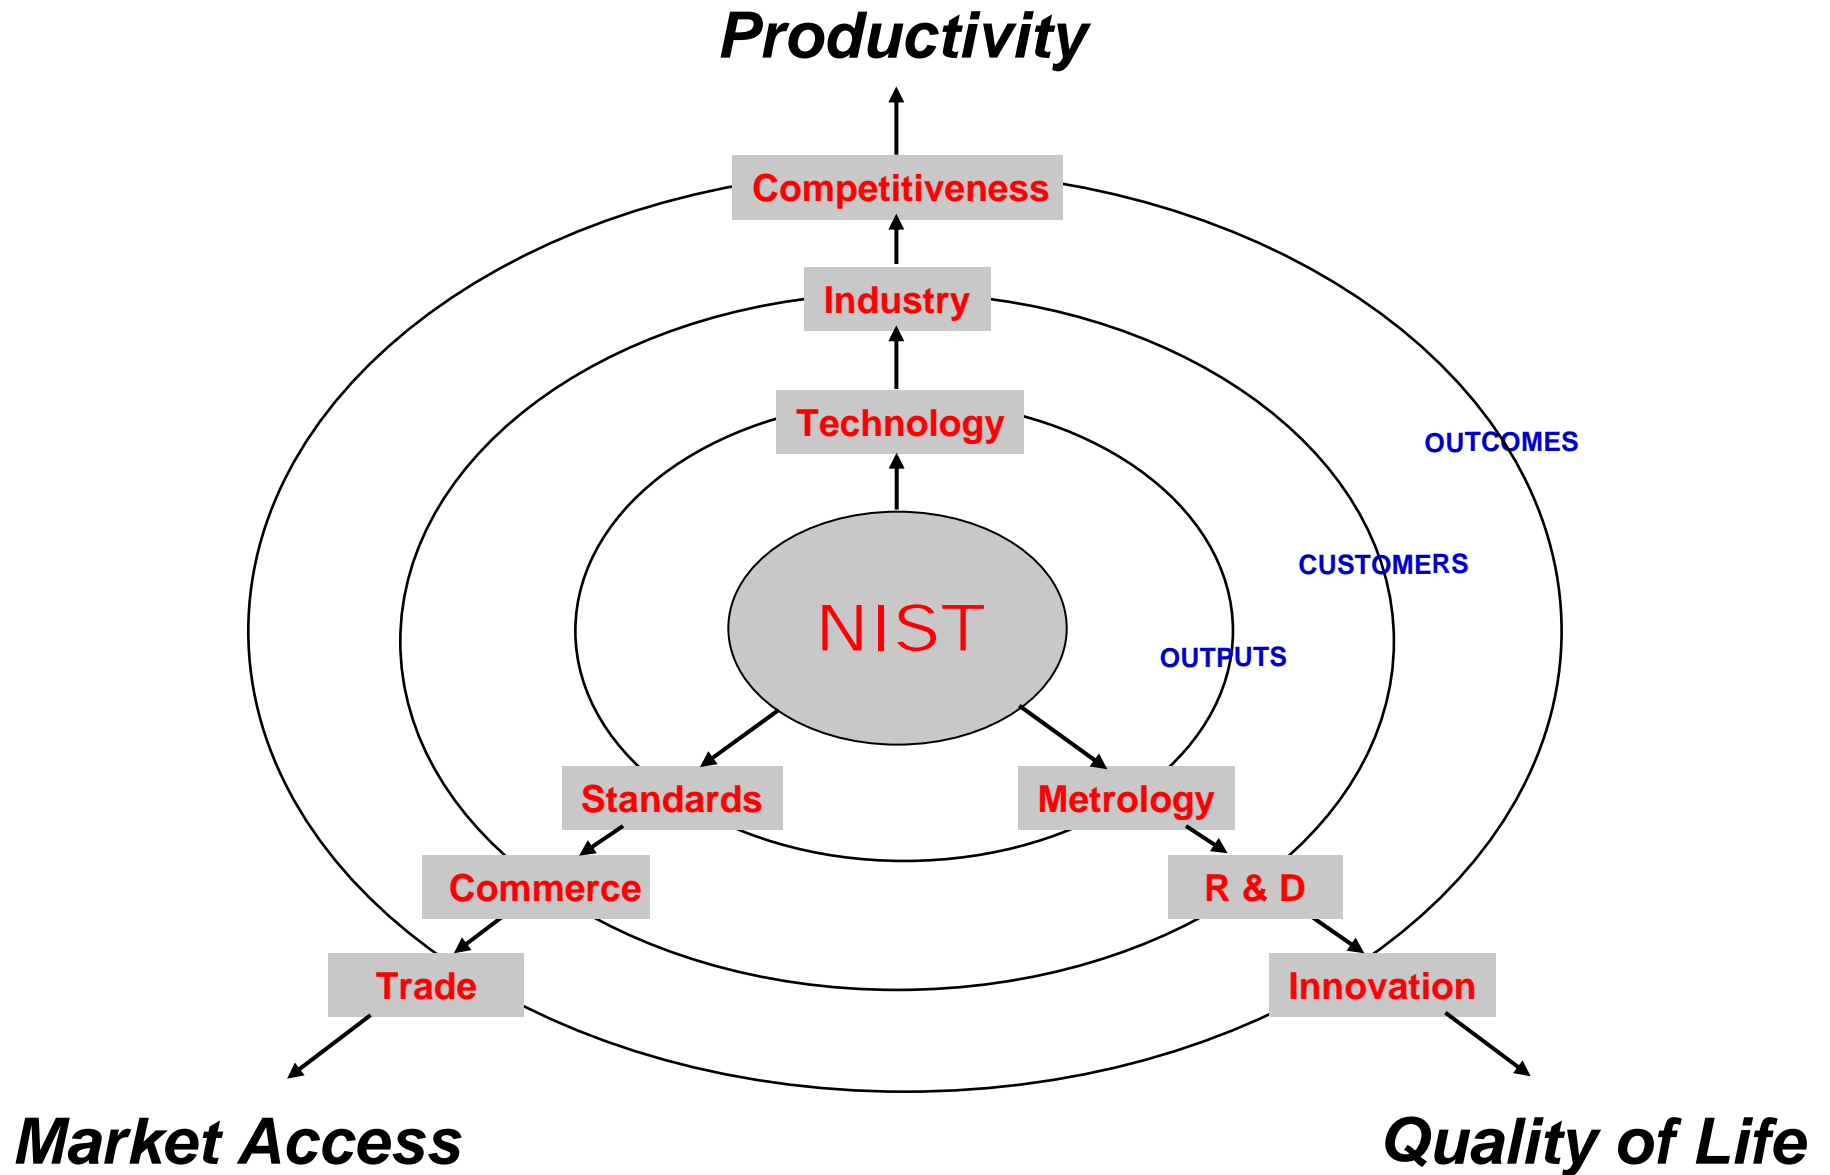 Productivity
Competitiveness
Industry
Technology
OUTCOMES
CUSTOMERS
NIST
OUTPUTS
Standards
Metrology
Commerce
R & D
Trade
Innovation
Market Access
Quality of Life